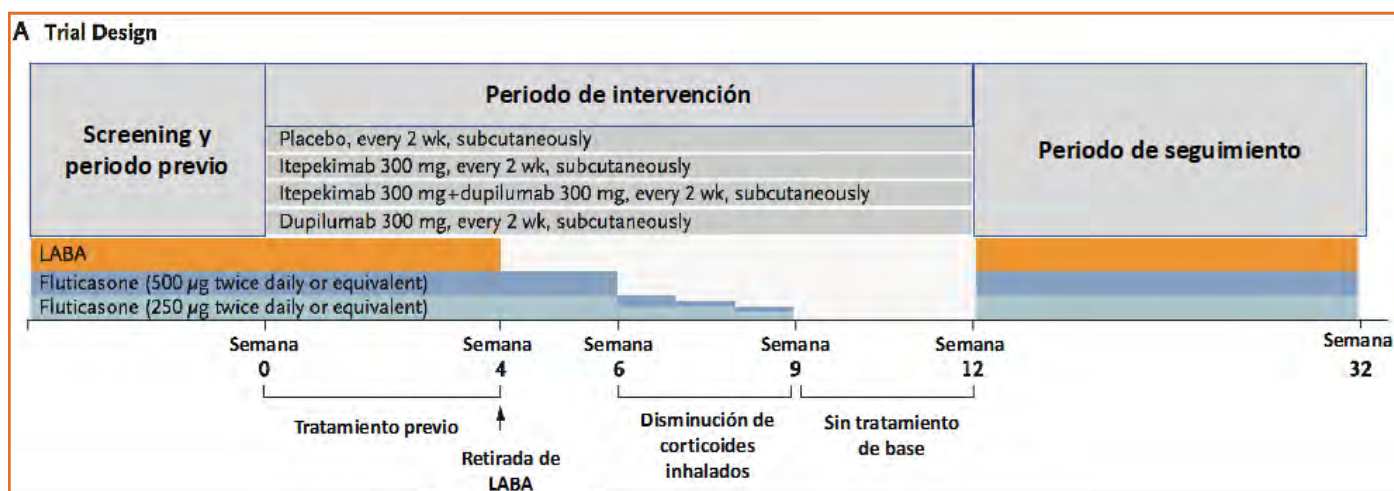 A Trial Design
Screening y
periodo previo
Periodo de intervención
Placebo, every 2 wk, subcutaneously
Itepekimab 300 mg, every 2 wk, subcutaneously
Itepekimab 300 mg+dupilumab 300 mg, every 2 wk, subcutaneously
Dupilumab 300 mg, every 2 wk, subcutaneously
Periodo de seguimiento
LABA
Fluticasone (500 µg twice daily or equivalent)
Fluticasone (250 µg twice daily or equivalent)
Semana
0
Semana
4
Semana
6
Semana
9
Semana
12
Semana
32
Tratamiento previo
Retirada de
LABA
Disminución de
corticoides
inhalados
Sin tratamiento
de base